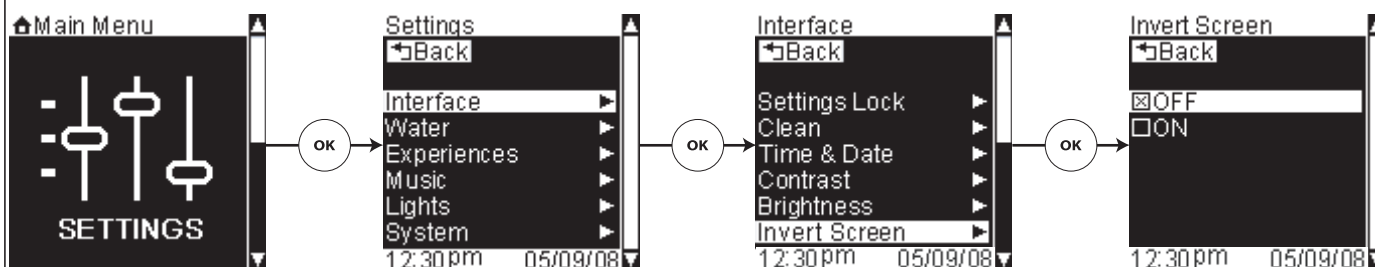 Main Menu
SETTINGS
OK
Settings
Back
Interface
Water
Experiences
Music
Lights
System
12:30pm 05/09/08
OK
Interface
Back
Settings Lock
Clean
Time & Date
Contrast
Brightness
Invert Screen
12:30pm 05/09/08
OK
Invert Screen
Back
OFF
ON
12:30pm 05/09/08